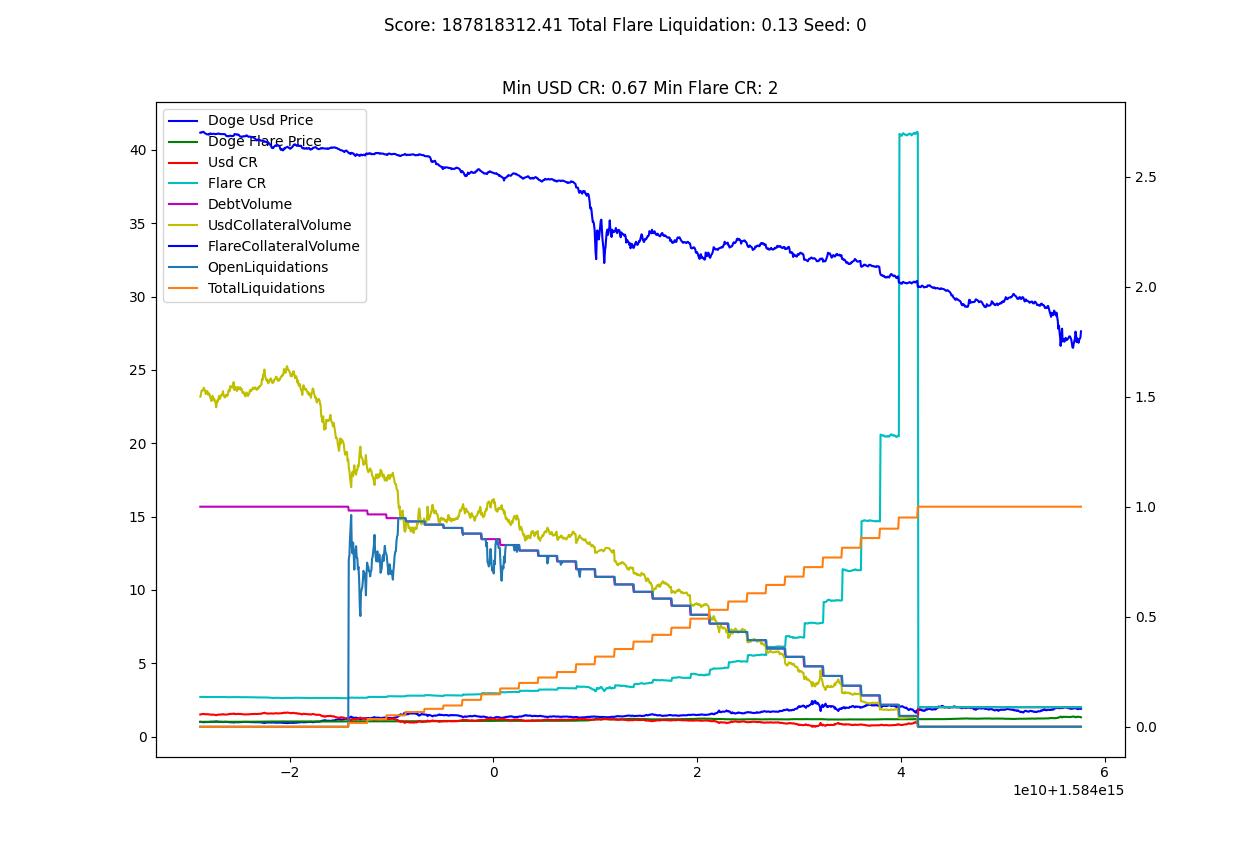 Score: 187818312.41 Total Flare Liquidation: 0.13 Seed: 0
Min USD CR: 0.67 Min Flare CR: 2
Doge Usd Price
Doge Flare Price
Usd CR
Flare CR
DebtVolume
UsdCollateralVolume
FlareCollateralVolume
OpenLiquidations
TotalLiquidations
40
35
30
25
20
15
10
5
0
2.5
2.0
1.5
1.0
0.5
0.0
−2 0 2 4 6
1e10+1.584e15